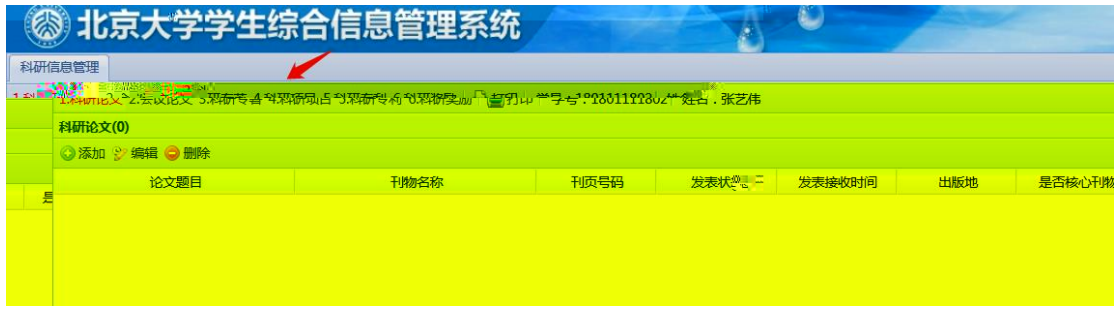 北京大学学生综合信息管理系统
科研信息管理
1.科研论文 2.会议论文 3.科研专著 4.科研项目 5.科研专利 6.科研奖励 打印 学号: 姓名:张艺伟
科研论文(0)
添加 编辑 删除
论文题目 刊物名称 刊页号码 发表状 发表接收时间 出版地 是否核心刊物
是